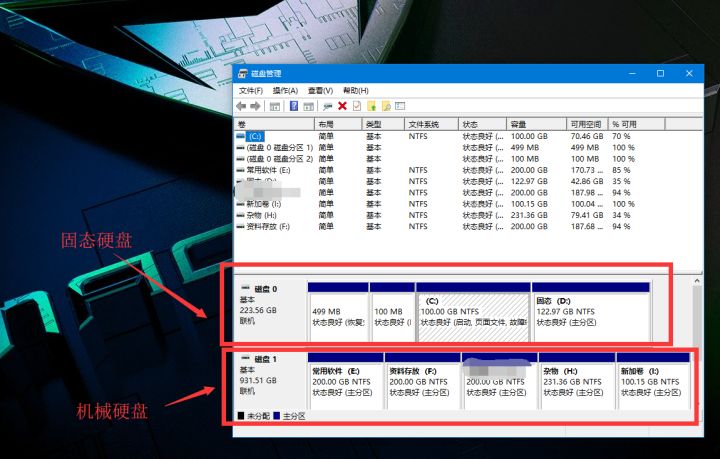 磁盘管理
文件(F) 操作(A) 查看(V) 帮助(H)
卷 布局 类型 文件系统 状态 容量 可用空间 % 可用
(C:) 简单 基本 NTFS 状态良好 (... 100.00 GB 70.46 GB 70 %
(磁盘 0 磁盘分区 1) 简单 基本 状态良好 (... 499 MB 499 MB 100 %
(磁盘 0 磁盘分区 2) 简单 基本 状态良好 (... 100 MB 100 MB 100 %
常用软件 (E:) 简单 基本 NTFS 状态良好 (... 200.00 GB 170.73 ... 85 %
固态 (D:) 简单 基本 NTFS 状态良好 (... 122.97 GB 42.86 GB 35 %
简单 基本 NTFS 状态良好 (... 200.00 GB 187.98 ... 94 %
新加卷 (I:) 简单 基本 NTFS 状态良好 (... 100.15 GB 100.04 ... 100 %
杂物 (H:) 简单 基本 NTFS 状态良好 (... 231.36 GB 79.41 GB 34 %
资料存放 (F:) 简单 基本 NTFS 状态良好 (... 200.00 GB 187.68 ... 94 %
固态硬盘
磁盘 0
基本
223.56 GB
联机
499 MB
状态良好 (恢复
100 MB
状态良好 (
(C:)
100.00 GB NTFS
状态良好 (启动, 页面文件, 故障
固态 (D:)
122.97 GB NTFS
状态良好 (主分区)
机械硬盘
磁盘 1
基本
931.51 GB
联机
常用软件 (E:)
200.00 GB NTFS
状态良好 (主分区)
资料存放 (F:)
200.00 GB NTFS
状态良好 (主分区)
200.00 GB NTFS
状态良好 (主分区)
杂物 (H:)
231.36 GB NTFS
状态良好 (主分区)
新加卷 (I:)
100.15 GB NTFS
状态良好 (主分区)
未分配 主分区